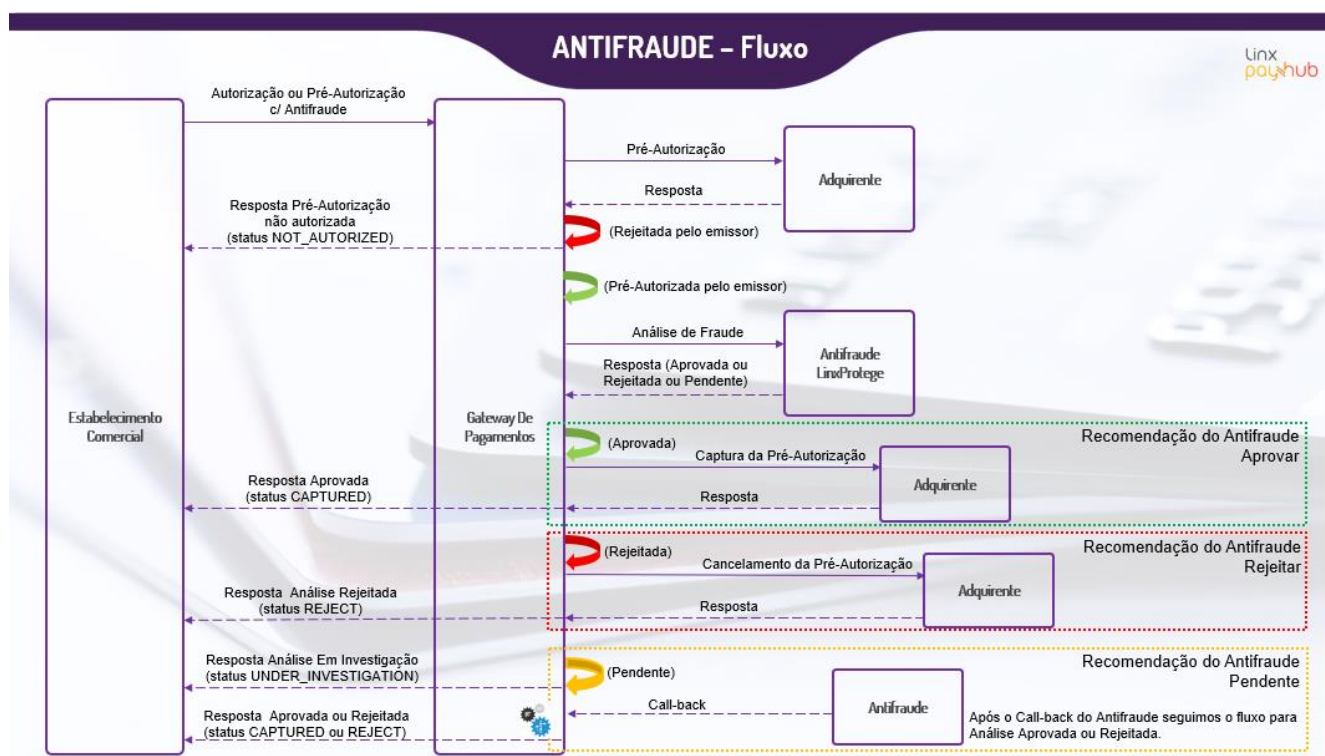 ANTIFRAUDE – Fluxo
Linx
payhub
Autorização ou Pré-Autorização
c/ Antifraude
Pré-Autorização
Adquirente
Resposta
Resposta Pré-Autorização
não autorizada
(status NOT_AUTORIZED)
(Rejeitada pelo emissor)
(Pré-Autorizada pelo emissor)
Análise de Fraude
Antifraude
LinxProtege
Resposta (Aprovada ou
Rejeitada ou Pendente)
Estabelecimento
Comercial
Gateway De
Pagamentos
(Aprovada)
Recomendação do Antifraude
Aprovar
Captura da Pré-Autorização
Adquirente
Resposta Aprovada
(status CAPTURED)
Resposta
(Rejeitada)
Recomendação do Antifraude
Rejeitar
Cancelamento da Pré-Autorização
Adquirente
Resposta Análise Rejeitada
(status REJECT)
Resposta
Resposta Análise Em Investigação
(status UNDER_INVESTIGATION)
(Pendente)
Recomendação do Antifraude
Pendente
Call-back
Antifraude
Após o Call-back do Antifraude seguimos o fluxo para
Análise Aprovada ou Rejeitada.
Resposta Aprovada ou Rejeitada
(status CAPTURED ou REJECT)